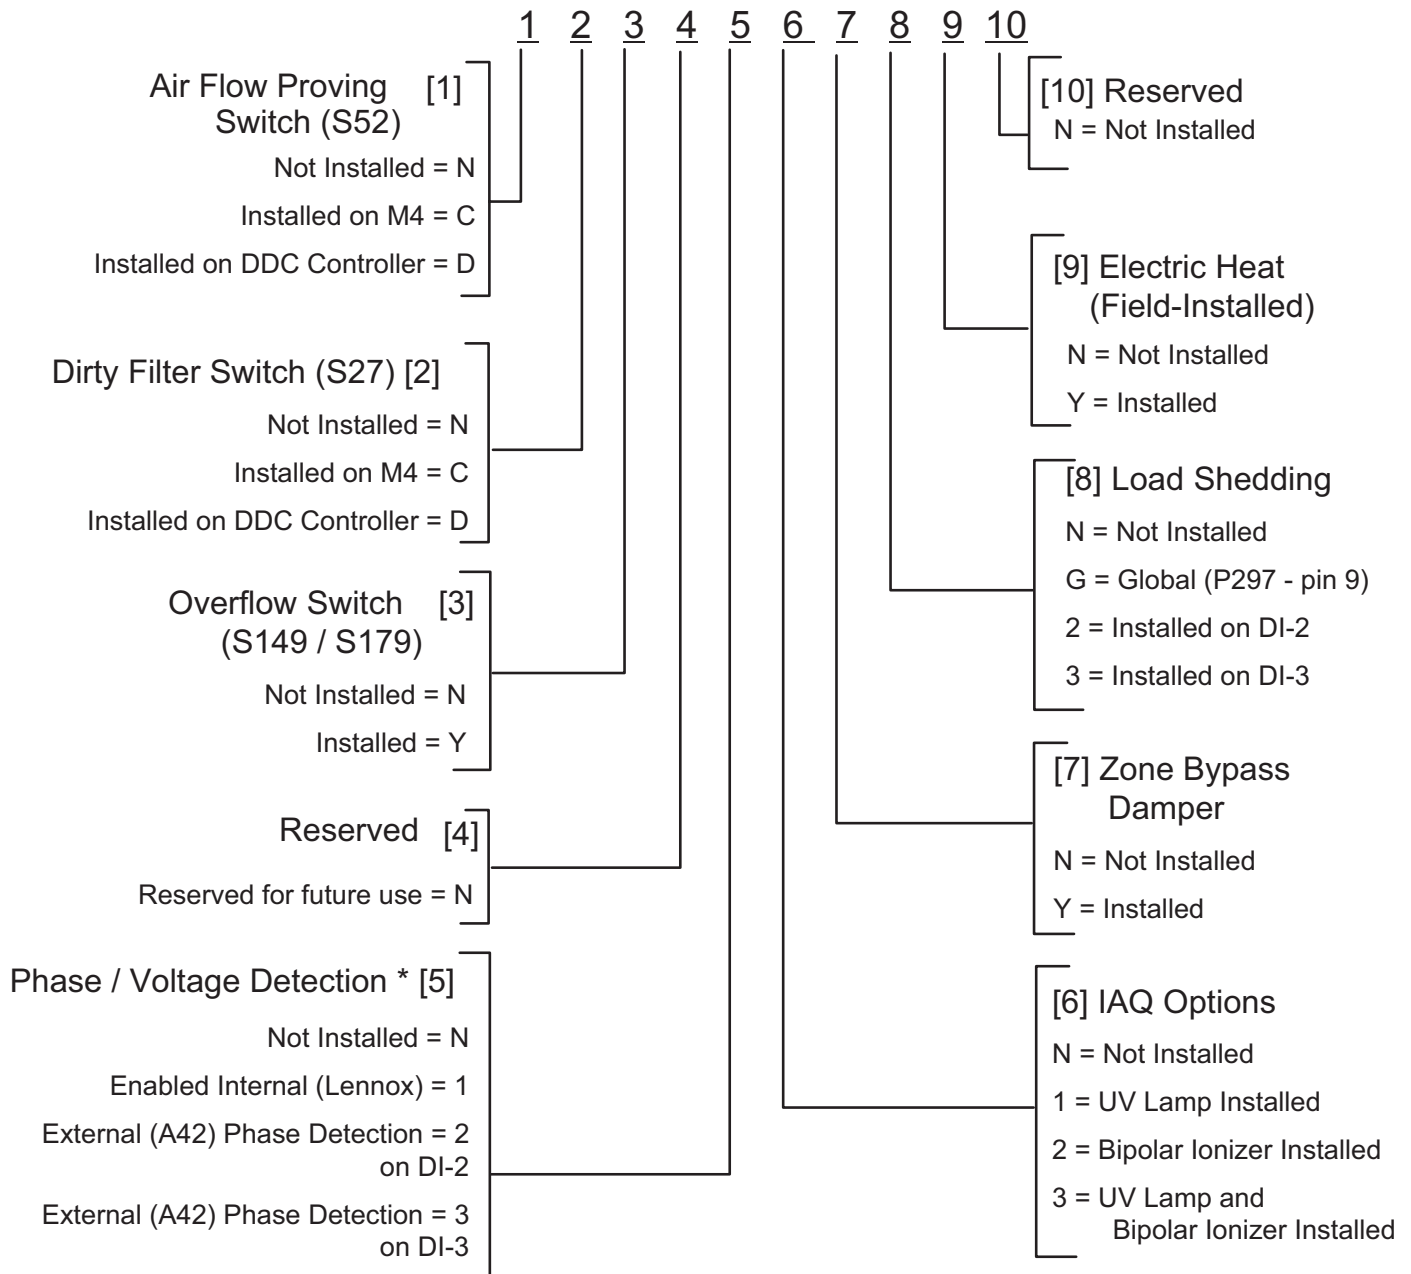 1 2 3 4 5 6 7 8 9 10
Air Flow Proving [1]
Switch (S52)
Not Installed = N
Installed on M4 = C
Installed on DDC Controller = D
Dirty Filter Switch (S27) [2]
Not Installed = N
Installed on M4 = C
Installed on DDC Controller = D
Overflow Switch [3]
(S149 / S179)
Not Installed = N
Installed = Y
Reserved [4]
Reserved for future use = N
Phase / Voltage Detection * [5]
Not Installed = N
Enabled Internal (Lennox) = 1
External (A42) Phase Detection = 2
on DI-2
External (A42) Phase Detection = 3
on DI-3
[10] Reserved
N = Not Installed
[9] Electric Heat
(Field-Installed)
N = Not Installed
Y = Installed
[8] Load Shedding
N = Not Installed
G = Global (P297 - pin 9)
2 = Installed on DI-2
3 = Installed on DI-3
[7] Zone Bypass
Damper
N = Not Installed
Y = Installed
[6] IAQ Options
N = Not Installed
1 = UV Lamp Installed
2 = Bipolar Ionizer Installed
3 = UV Lamp and
Bipolar Ionizer Installed